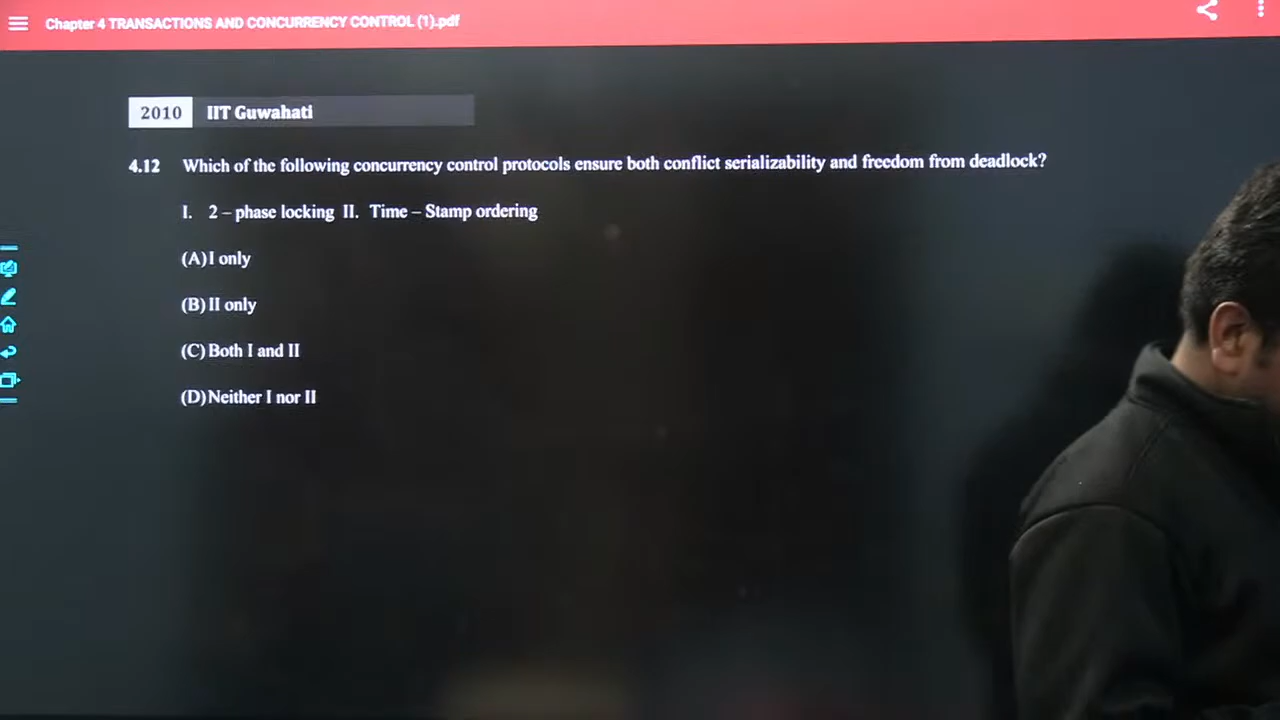 Chapter 4 TRANSACTIONS AND CONCURRENCY CONTROL (1).pdf
2010 IIT Guwahati
4.12 Which of the following concurrency control protocols ensure both conflict serializability and freedom from deadlock?
I. 2 – phase locking II. Time – Stamp ordering
(A) I only
(B) II only
(C) Both I and II
(D) Neither I nor II